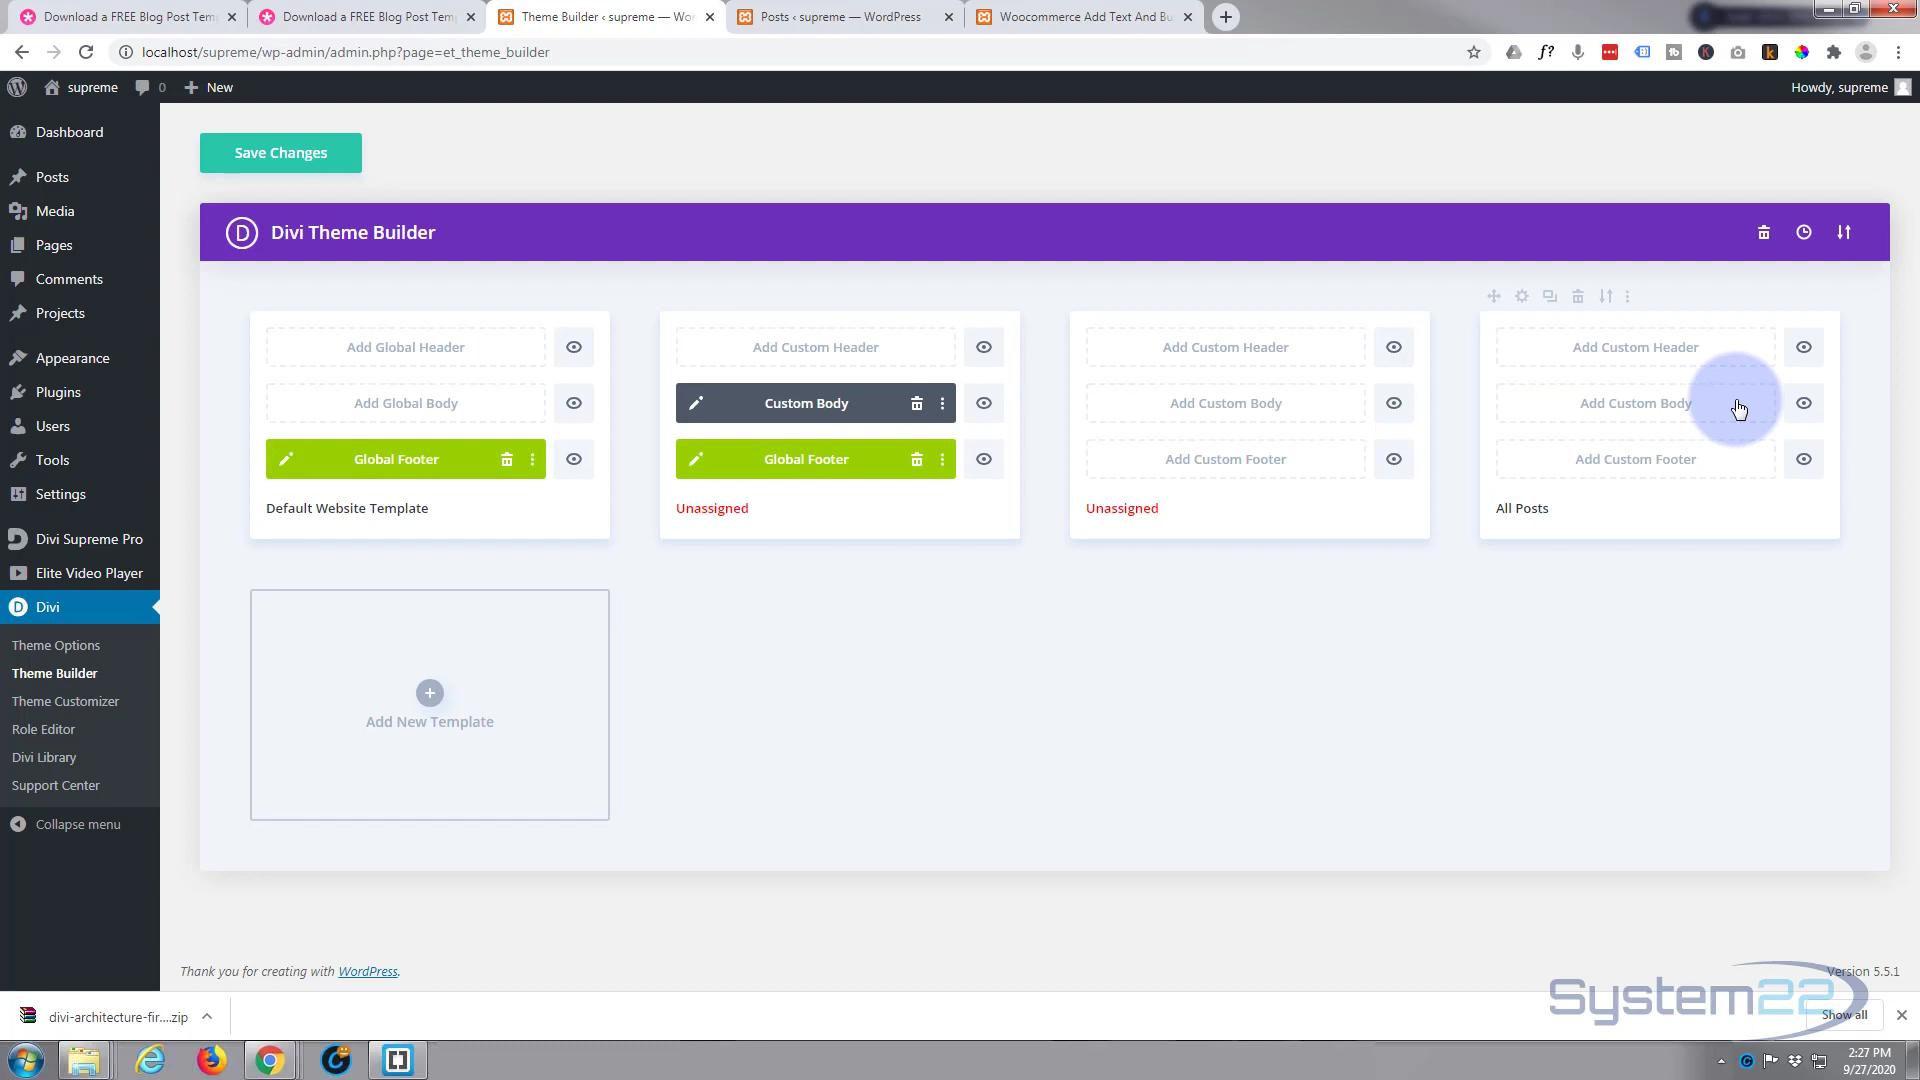 Download a FREE Blog Post Tem
Download a FREE Blog Post Tem
Theme Builder ‹ supreme — Wor
Posts ‹ supreme — WordPress
Woocommerce Add Text And Bu
localhost/supreme/wp-admin/admin.php?page=et_theme_builder
supreme
0
New
Howdy, supreme
Dashboard
Posts
Media
Pages
Comments
Projects
Appearance
Plugins
Users
Tools
Settings
Divi Supreme Pro
Elite Video Player
Divi
Theme Options
Theme Builder
Theme Customizer
Role Editor
Divi Library
Support Center
Collapse menu
Save Changes
Divi Theme Builder
Add Global Header
Add Global Body
Global Footer
Default Website Template
Add Custom Header
Custom Body
Global Footer
Unassigned
Add Custom Header
Add Custom Body
Add Custom Footer
Unassigned
Add Custom Header
Add Custom Body
Add Custom Footer
All Posts
Add New Template
Thank you for creating with WordPress.
Version 5.5.1
System22
divi-architecture-fir....zip
Show all
2:27 PM
9/27/2020